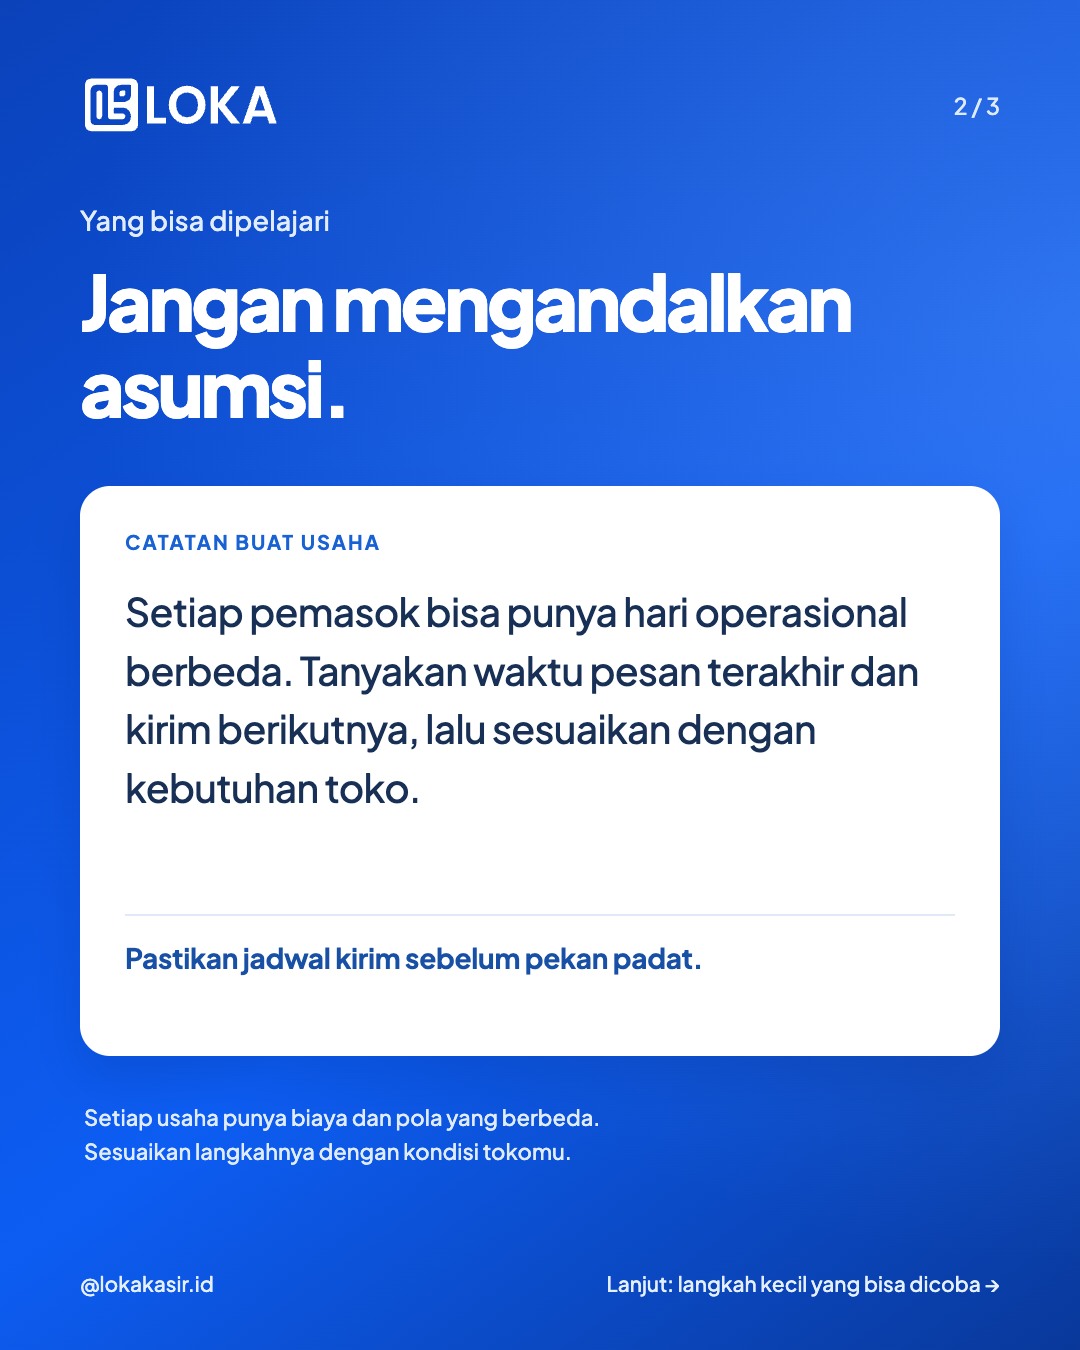 LOKA
2/3
Yang bisa dipelajari
Jangan mengandalkan
asumsi.
CATATAN BUAT USAHA
Setiap pemasok bisa punya hari operasional
berbeda. Tanyakan waktu pesan terakhir dan
kirim berikutnya, lalu sesuaikan dengan
kebutuhan toko.
Pastikan jadwal kirim sebelum pekan padat.
Setiap usaha punya biaya dan pola yang berbeda.
Sesuaikan langkahnya dengan kondisi tokomu.
@lokakasir.id
Lanjut: langkah kecil yang bisa dicoba →